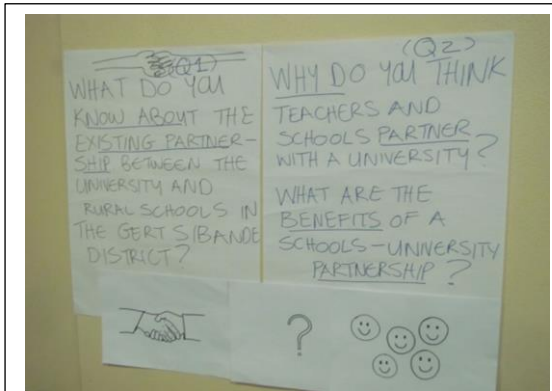 (Q1)
WHAT DO YOU
KNOW ABOUT THE
EXISTING PARTNER-
SHIP BETWEEN THE
UNIVERSITY AND
RURAL SCHOOLS IN
THE GERT SIBANDE
DISTRICT?
(Q2)
WHY DO YOU THINK
TEACHERS AND
SCHOOLS PARTNER
WITH A UNIVERSITY?
WHAT ARE THE
BENEFITS OF A
SCHOOLS-UNIVERSITY
PARTNERSHIP?
?